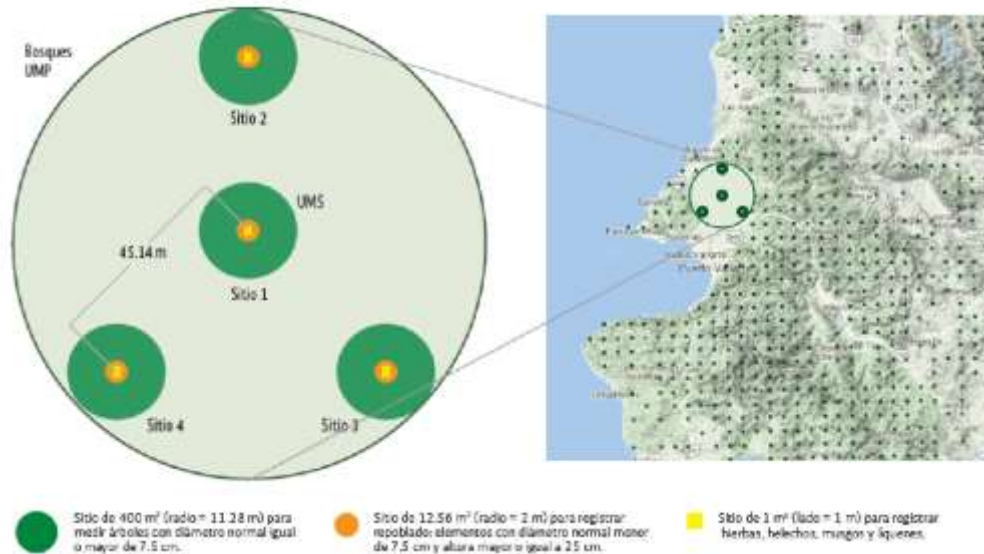 Bosques
UMP
Sitio 2
UMS
45.14 m
Sitio 1
Sitio 4
Sitio 3
Sitio de 400 m² (radio = 11.28 m) para
medir árboles con diámetro normal igual
o mayor de 7.5 cm.
Sitio de 12.56 m² (radio = 2 m) para registrar
repoblado: elementos con diámetro normal menor
de 7.5 cm y altura mayor o igual a 25 cm.
Sitio de 1 m² (lado = 1 m) para registrar
hierbas, helechos, musgos y líquenes.